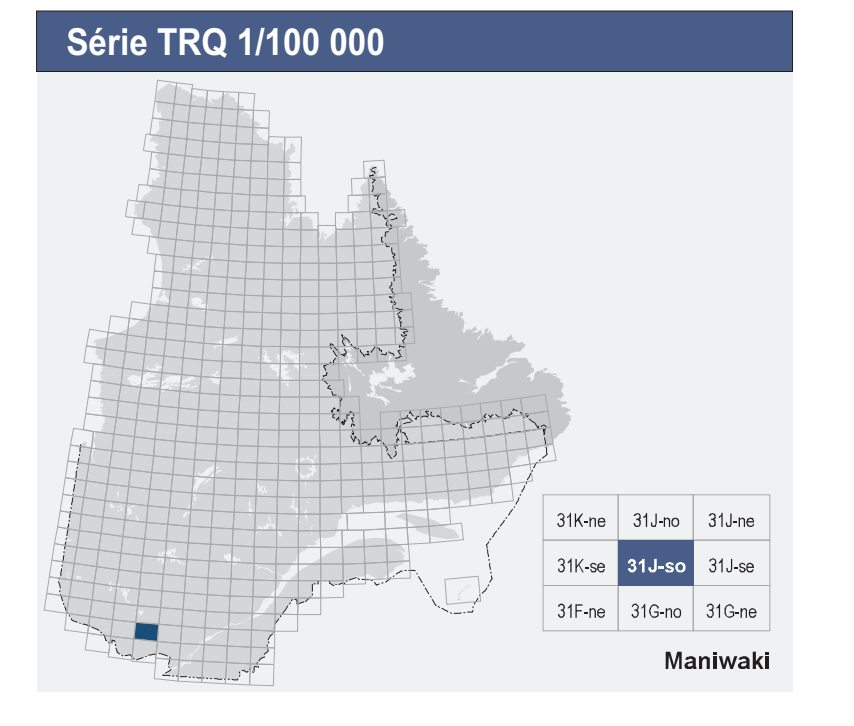 Série TRQ 1/100 000
31K-ne 31J-no 31J-ne
31K-se 31J-so 31J-se
31F-ne 31G-no 31G-ne
Maniwaki